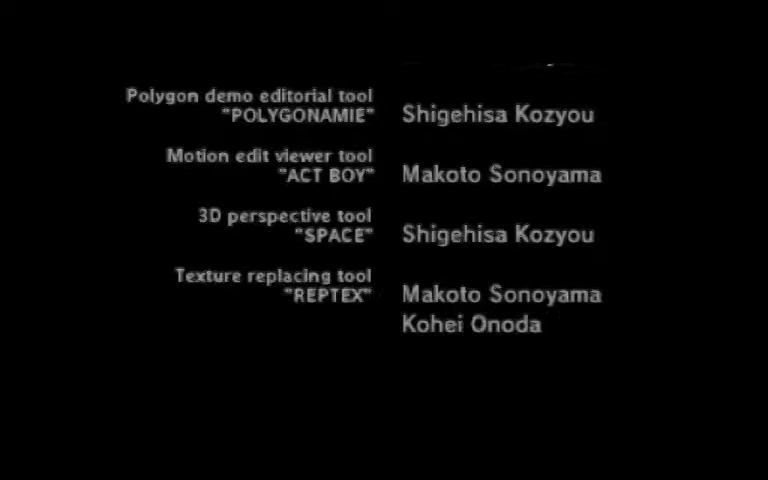 Polygon demo editorial tool
"POLYGONAMIE" Shigehisa Kozyou
Motion edit viewer tool
"ACT BOY" Makoto Sonoyama
3D perspective tool
"SPACE" Shigehisa Kozyou
Texture replacing tool
"REPTEX" Makoto Sonoyama
Kohei Onoda